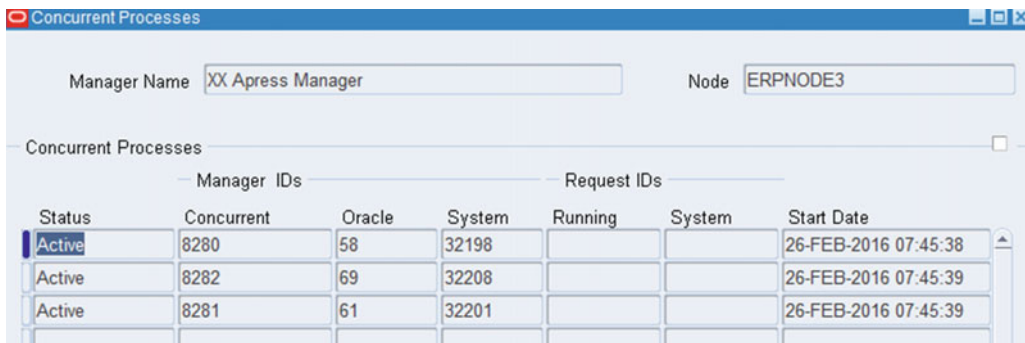 Concurrent Processes
Manager Name XX Apress Manager Node ERPNODE3
Concurrent Processes
Manager IDs Request IDs
Status Concurrent Oracle System Running System Start Date
Active 8280 58 32198 26-FEB-2016 07:45:38
Active 8282 69 32208 26-FEB-2016 07:45:39
Active 8281 61 32201 26-FEB-2016 07:45:39